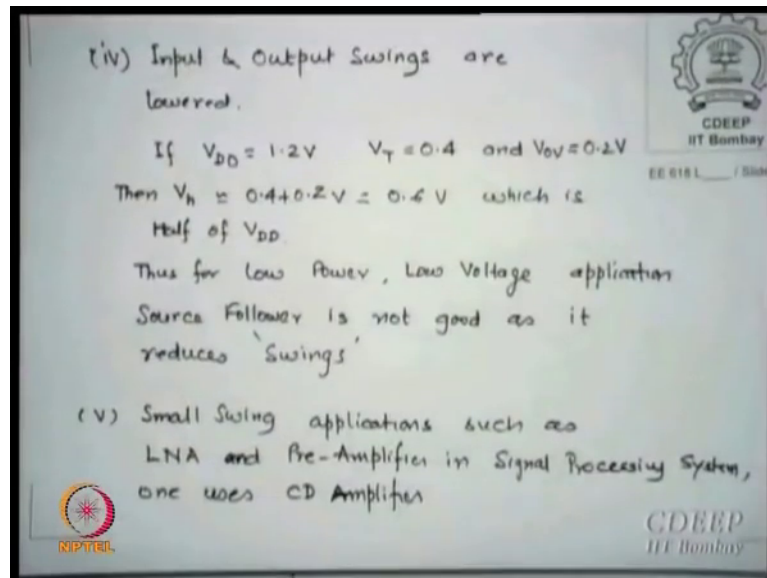 (iv) Input & Output Swings are
lowered.
If VDD = 1.2V VT = 0.4 and VOV = 0.2V
Then Vh ≃ 0.4+0.2 V = 0.6 V which is
Half of VDD.
Thus for Low Power, Low Voltage application
Source Follower is not good as it
reduces 'Swings'
(v) Small Swing applications such as
LNA and Pre-Amplifier in Signal Processing System,
one uses CD Amplifier
CDEEP
IIT Bombay
EE 618 L____ / Slide
NPTEL
CDEEP
IIT Bombay